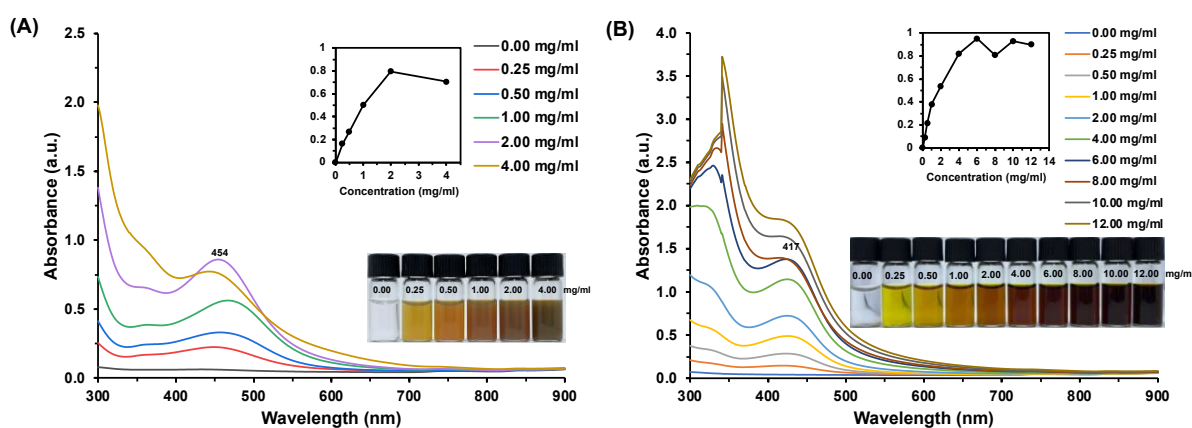 (A)
2.5
2.0
1.5
1.0
0.5
0.0
300
400
500
600
700
800
900
Absorbance (a.u.)
Wavelength (nm)
454
1
0.8
0.6
0.4
0.2
0
0
1
2
3
4
Concentration (mg/ml)
0.00 mg/ml
0.25 mg/ml
0.50 mg/ml
1.00 mg/ml
2.00 mg/ml
4.00 mg/ml
0.00
0.25
0.50
1.00
2.00
4.00
mg/ml
(B)
4.0
3.5
3.0
2.5
2.0
1.5
1.0
0.5
0.0
300
400
500
600
700
800
900
Absorbance (a.u.)
Wavelength (nm)
417
1
0.8
0.6
0.4
0.2
0
0
2
4
6
8
10
12
14
Concentration (mg/ml)
0.00 mg/ml
0.25 mg/ml
0.50 mg/ml
1.00 mg/ml
2.00 mg/ml
4.00 mg/ml
6.00 mg/ml
8.00 mg/ml
10.00 mg/ml
12.00 mg/ml
0.00
0.25
0.50
1.00
2.00
4.00
6.00
8.00
10.00
12.00
mg/m